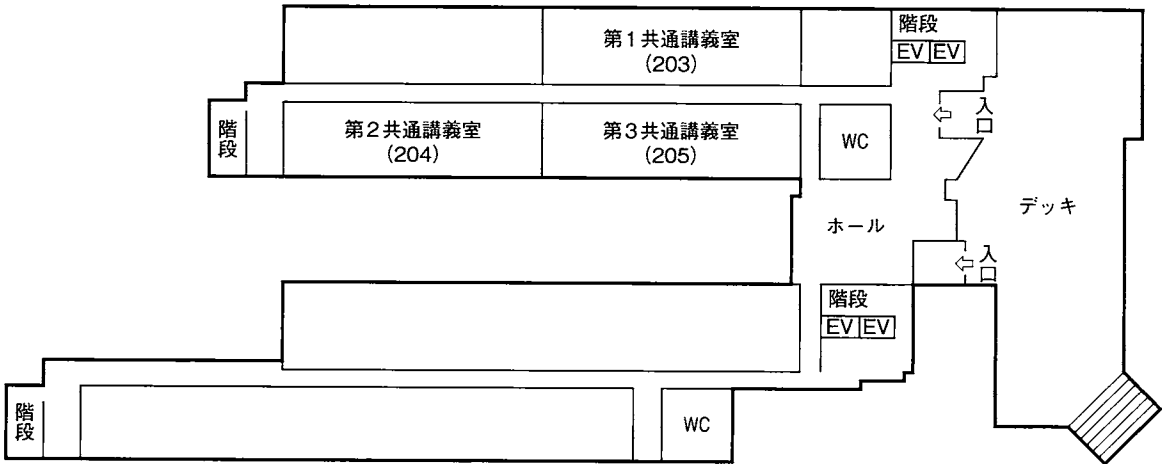 第1共通講義室
(203)
階段
EV EV
入口
階段
第2共通講義室
(204)
第3共通講義室
(205)
WC
デッキ
ホール
入口
階段
EV EV
階段
WC